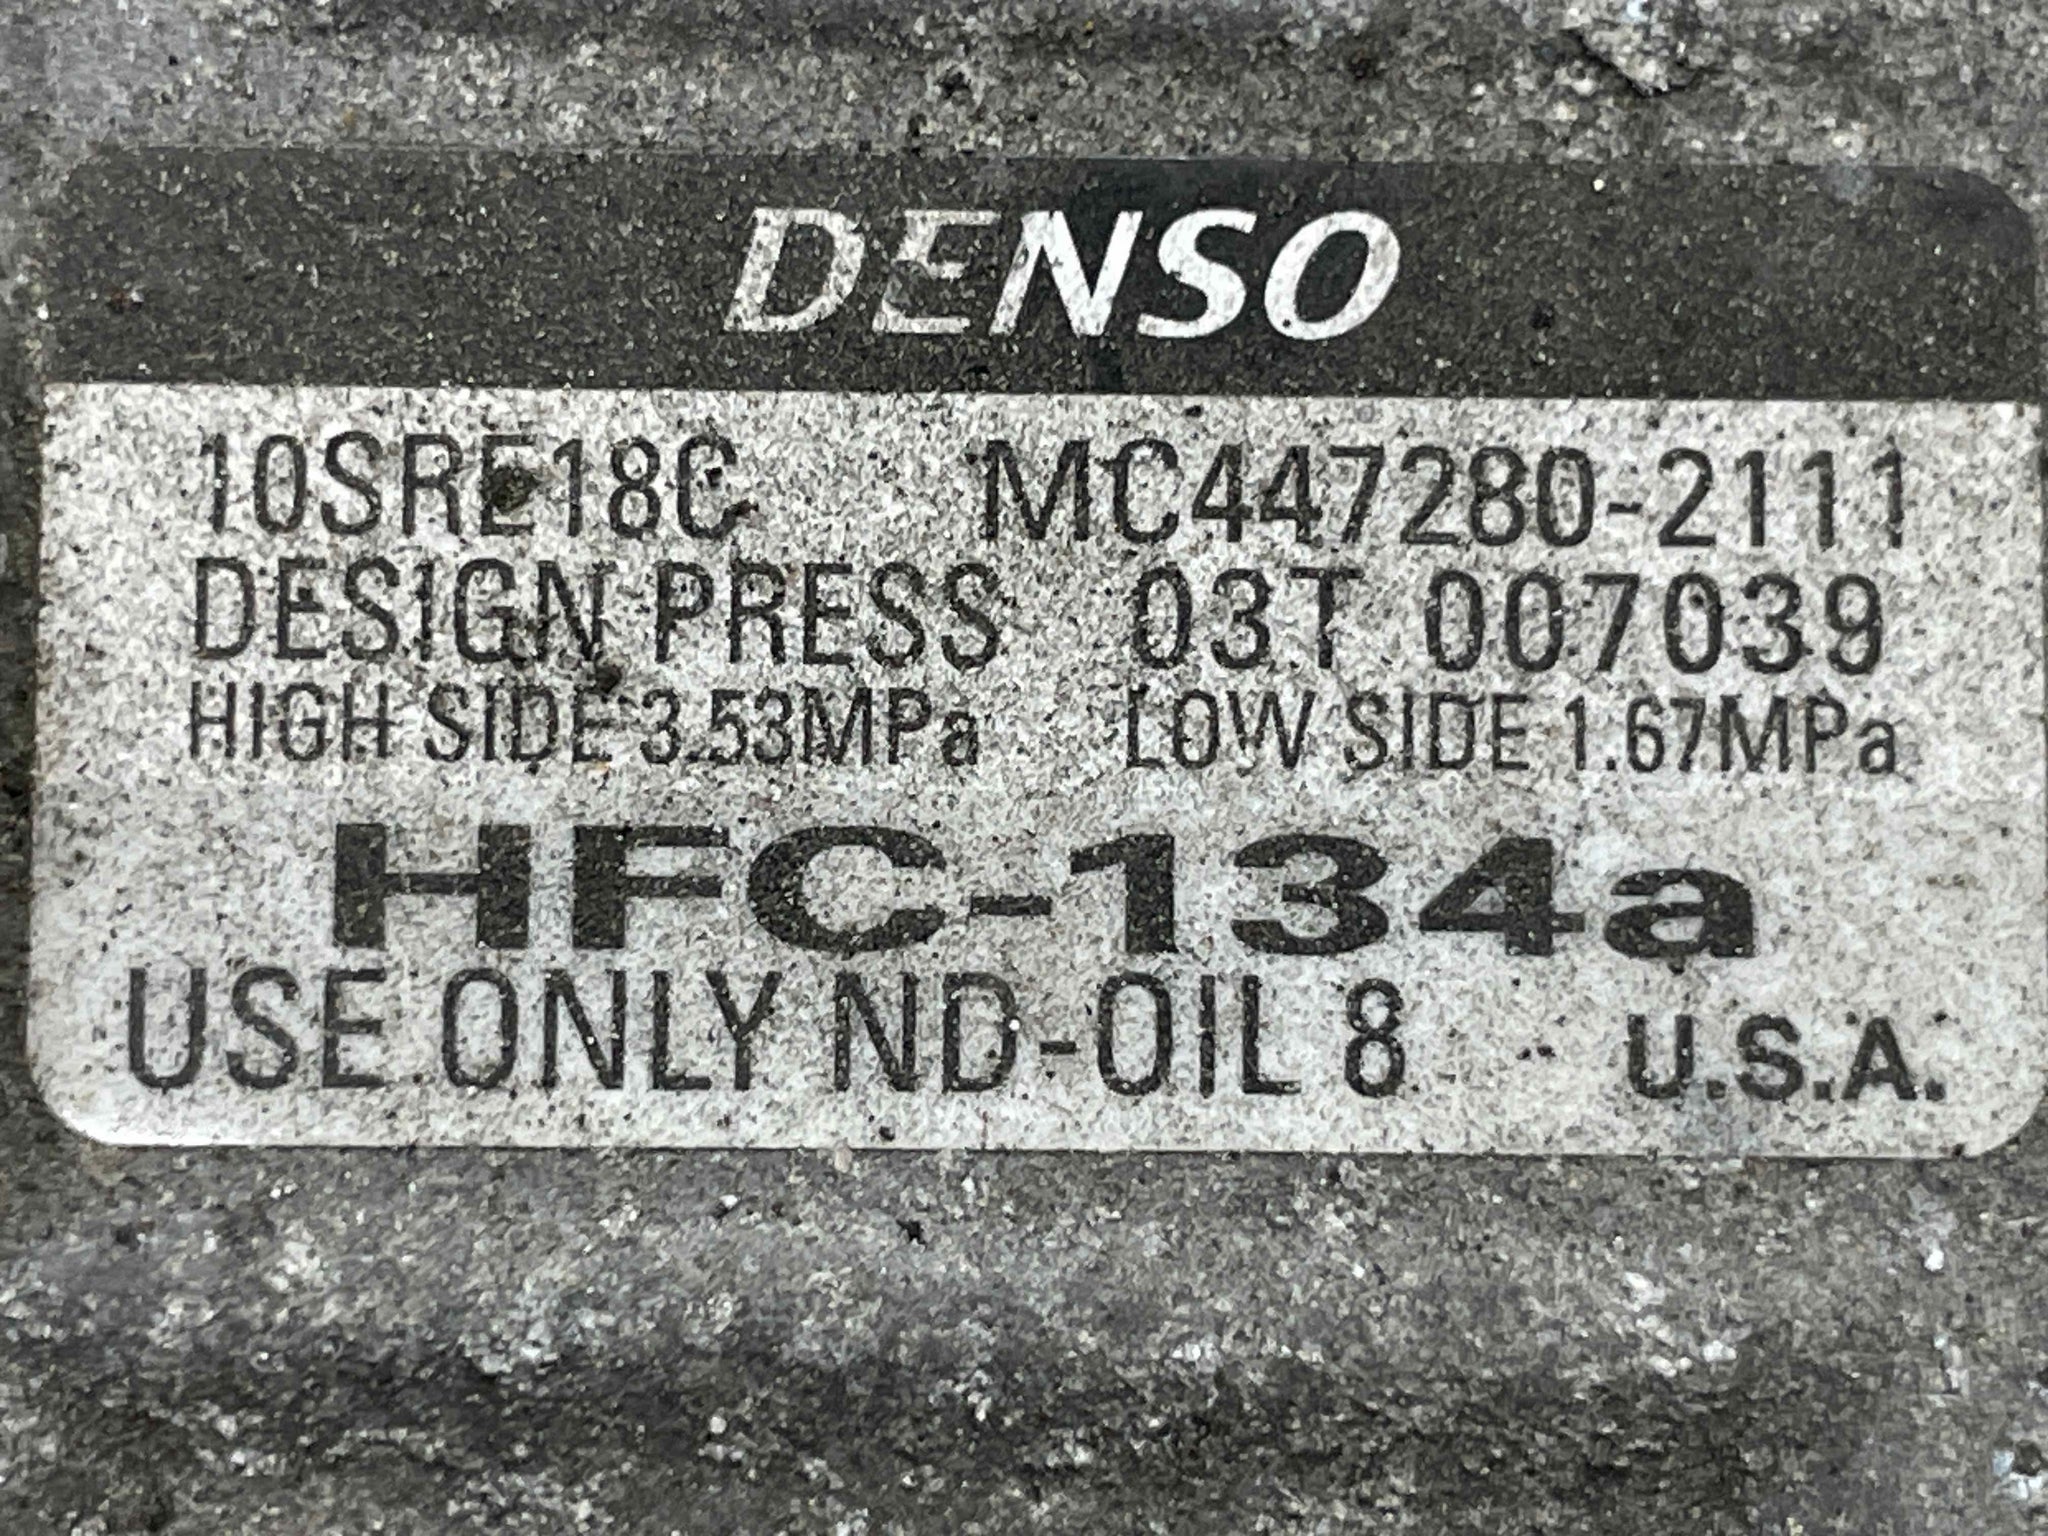 DENSO
10SRE18C MC447280-2111
DESIGN PRESS 03T 007039
HIGH SIDE 3.53MPa LOW SIDE 1.67MPa
HFC-134a
USE ONLY ND-OIL 8 U.S.A.